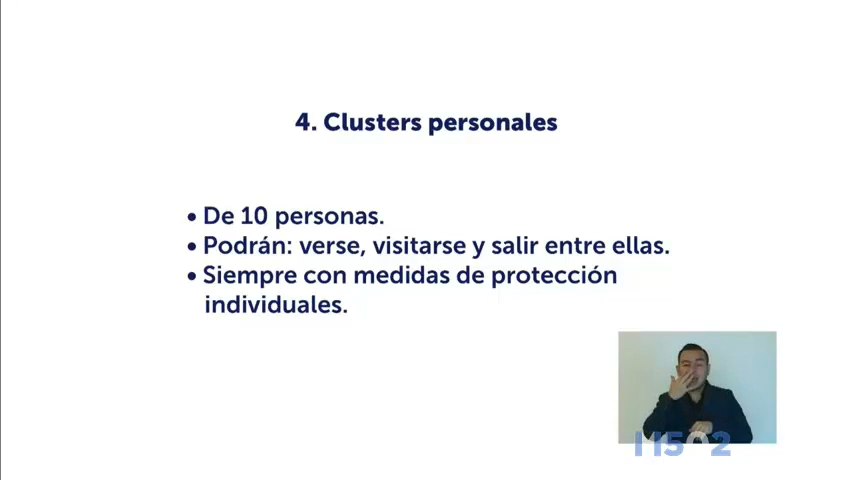 4. Clusters personales
• De 10 personas.
• Podrán: verse, visitarse y salir entre ellas.
• Siempre con medidas de protección
individuales.